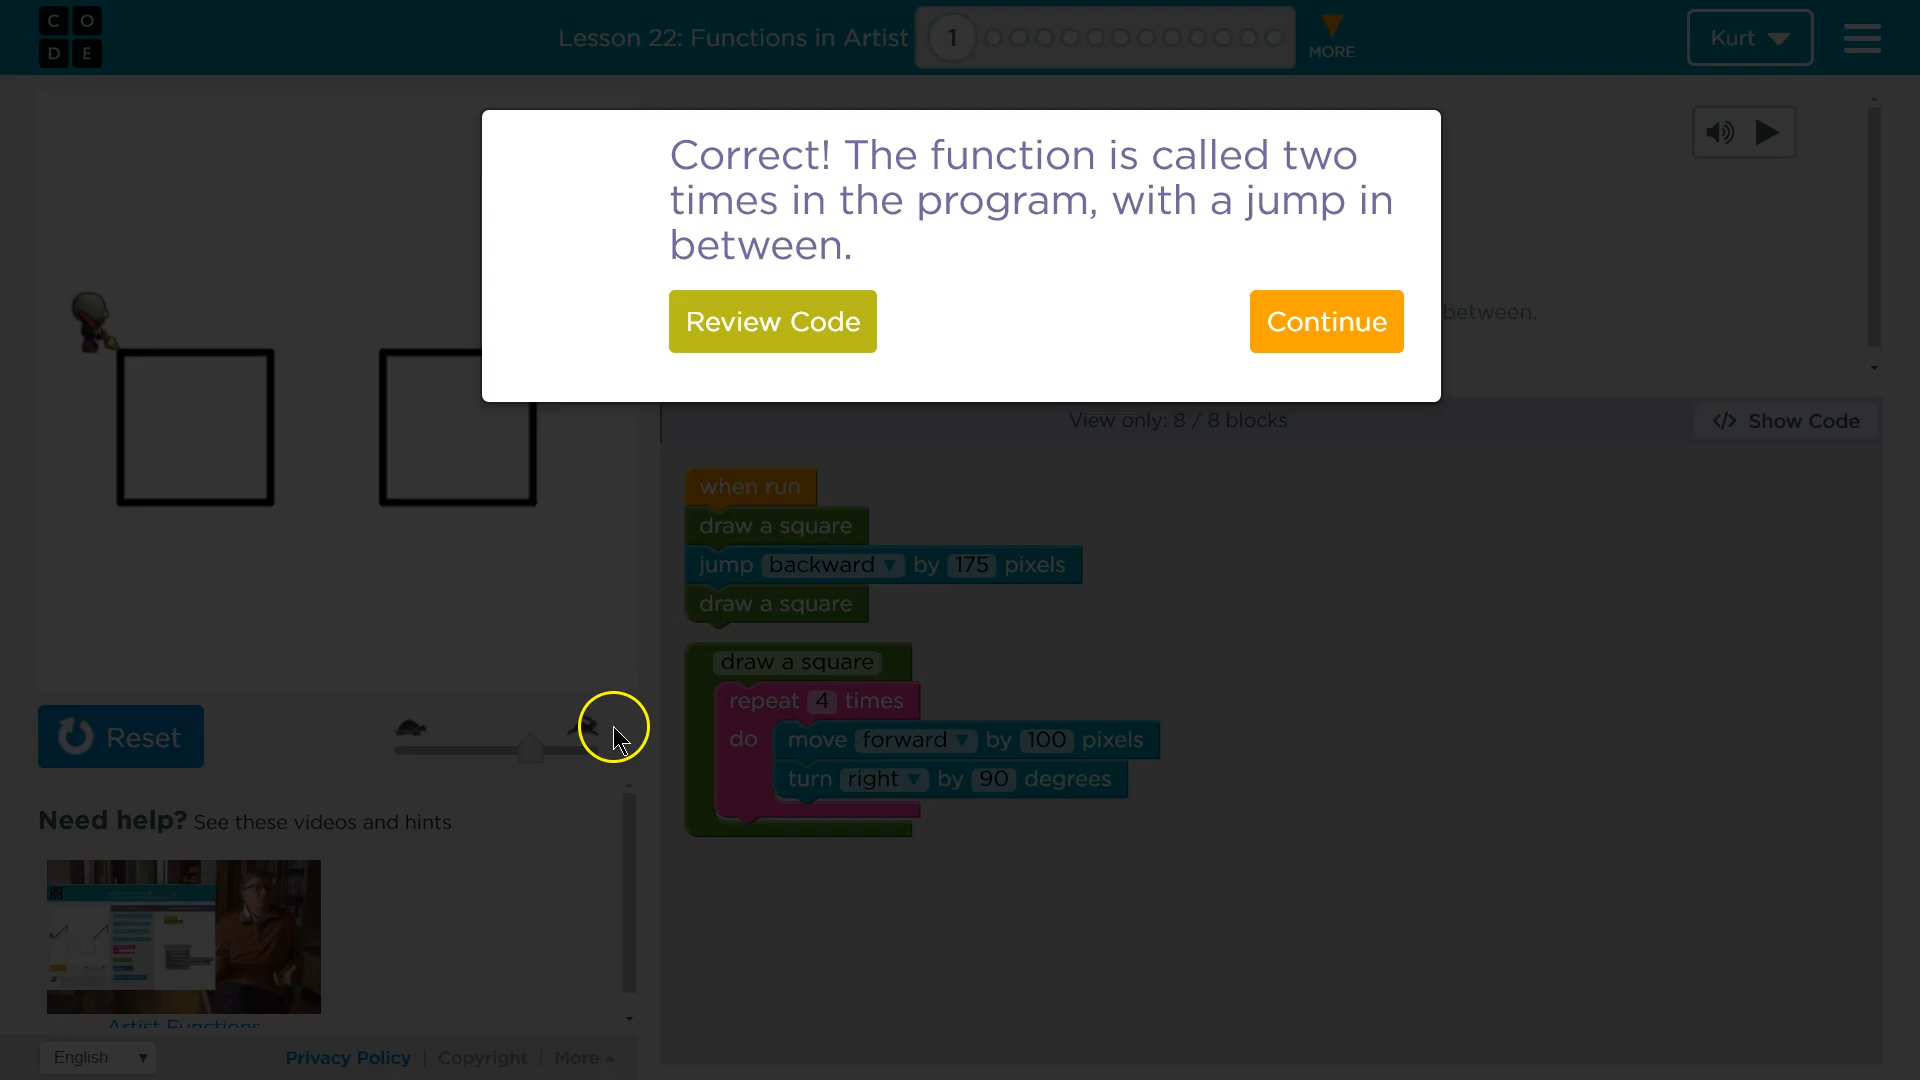 C O
D E
Lesson 22: Functions in Artist
1
MORE
Kurt
Correct! The function is called two
times in the program, with a jump in
between.
Review Code
Continue
between.
View only: 8 / 8 blocks
</> Show Code
when run
draw a square
jump backward by 175 pixels
draw a square
draw a square
repeat 4 times
do move forward by 100 pixels
turn right by 90 degrees
Reset
Need help? See these videos and hints
Artist Functions
English
Privacy Policy | Copyright | More